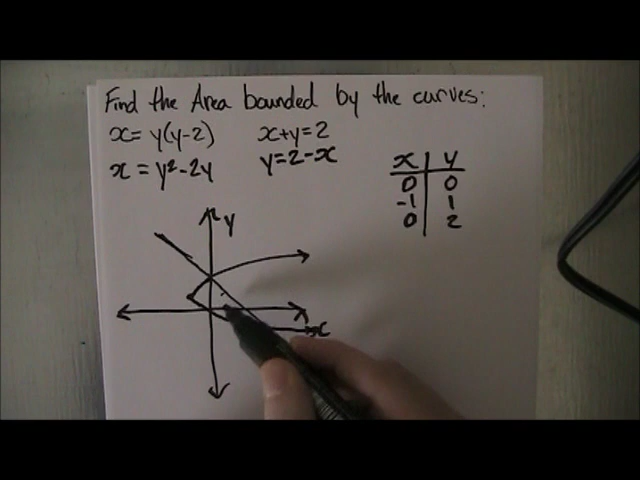 Find the Area bounded by the curves:
x = y(y-2) x+y=2
x = y²-2y y=2-x
x y
0 0
-1 1
0 2
y
x